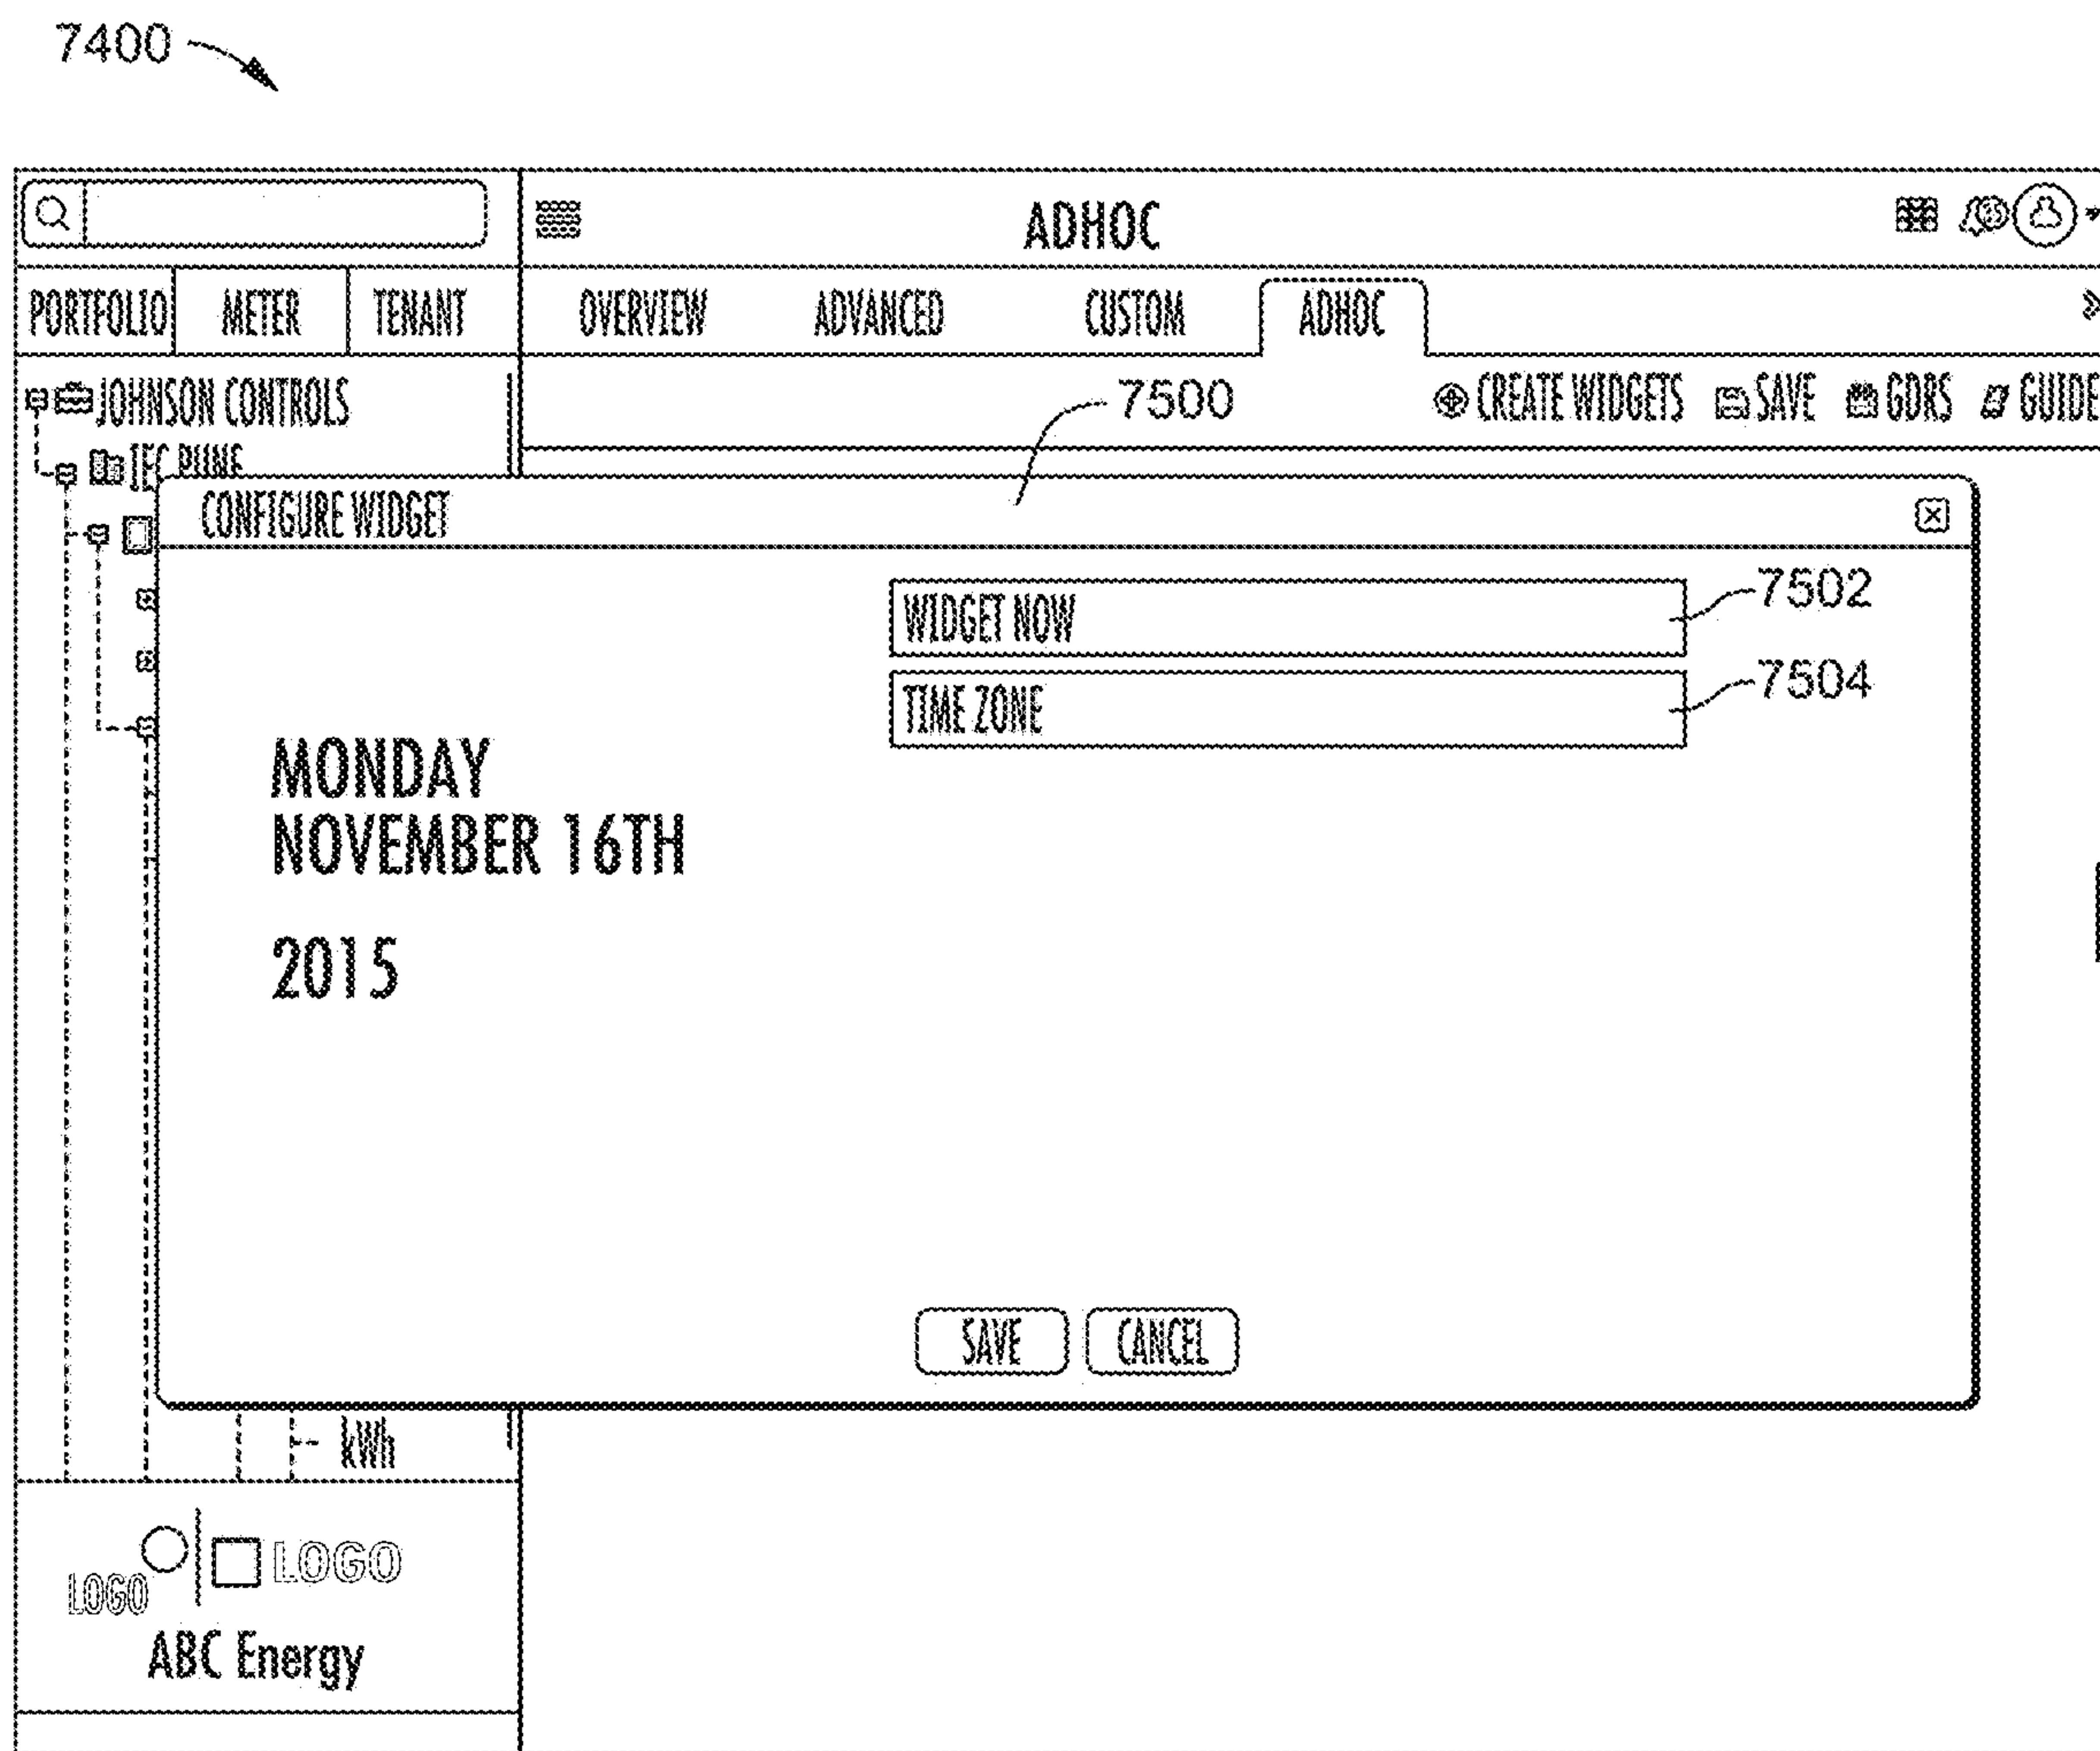 7400
ADHOC
PORTFOLIO METER TENANT
OVERVIEW ADVANCED CUSTOM ADHOC
JOHNSON CONTROLS
7500
CREATE WIDGETS SAVE GDRS GUIDE
PUNE
CONFIGURE WIDGET
WIDGET NOW
7502
TIME ZONE
7504
MONDAY
NOVEMBER 16TH
2015
SAVE CANCEL
kWh
LOGO
LOGO
ABC Energy